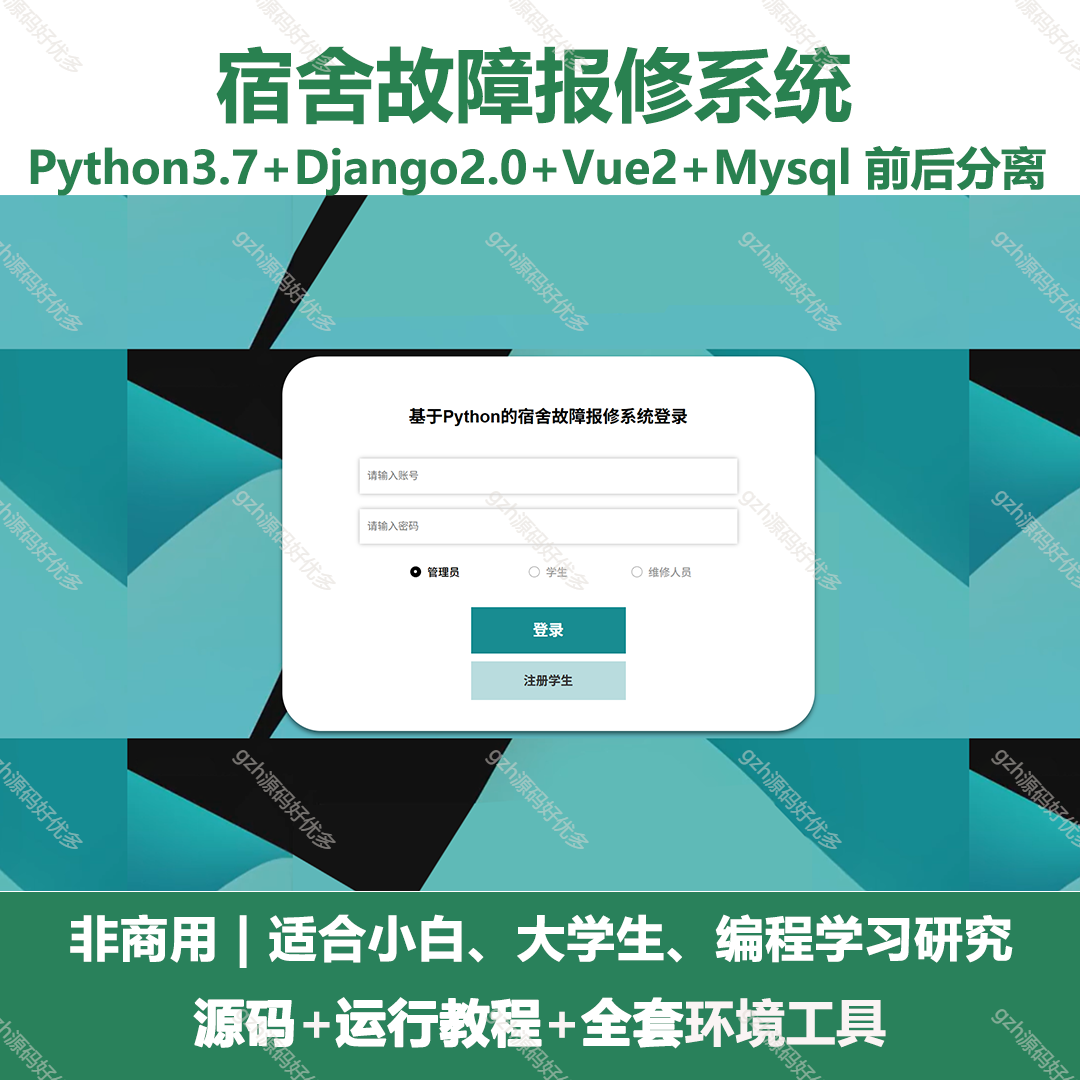 宿舍故障报修系统
Python3.7+Django2.0+Vue2+Mysql 前后分离
基于Python的宿舍故障报修系统登录
请输入账号
请输入密码
管理员 学生 维修人员
登录
注册学生
非商用 | 适合小白、大学生、编程学习研究
源码+运行教程+全套环境工具
gzh源码好优多